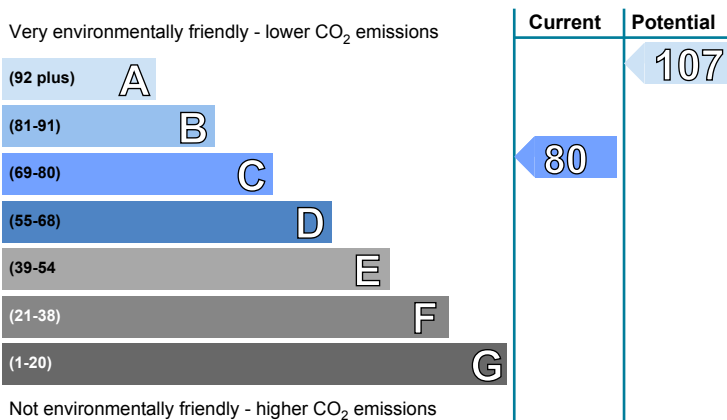 Current Potential
Very environmentally friendly - lower CO₂ emissions
107
(92 plus) A
(81-91) B
80
(69-80) C
(55-68) D
(39-54 E
(21-38) F
(1-20) G
Not environmentally friendly - higher CO₂ emissions